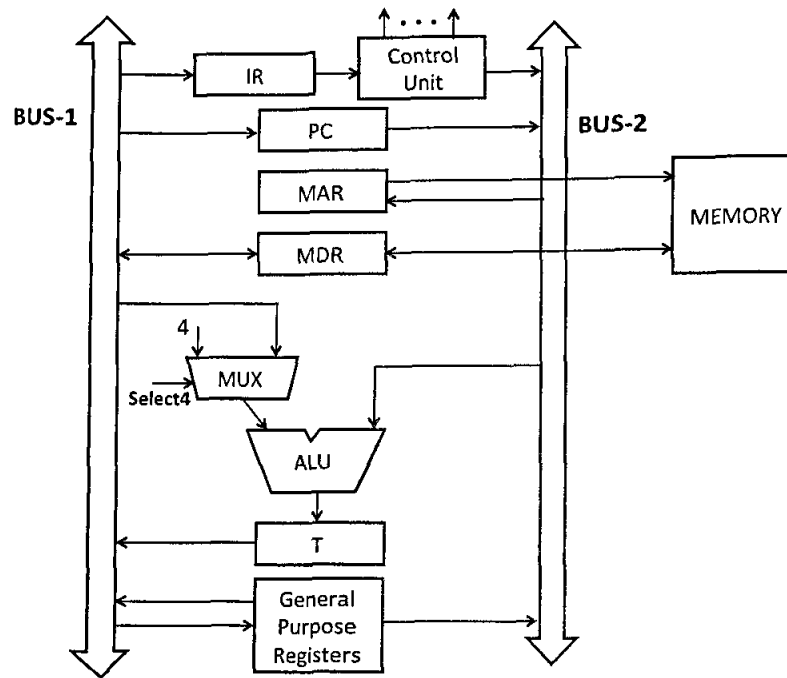 • • •
Control
Unit
IR
BUS-1
PC
BUS-2
MAR
MEMORY
MDR
4
MUX
Select4
ALU
T
General
Purpose
Registers